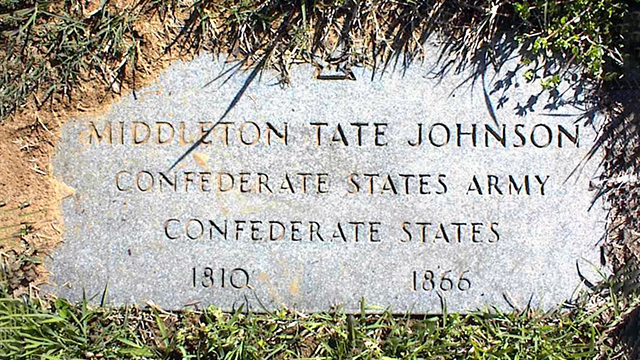 MIDDLETON TATE JOHNSON
CONFEDERATE STATES ARMY
CONFEDERATE STATES
1810 1866